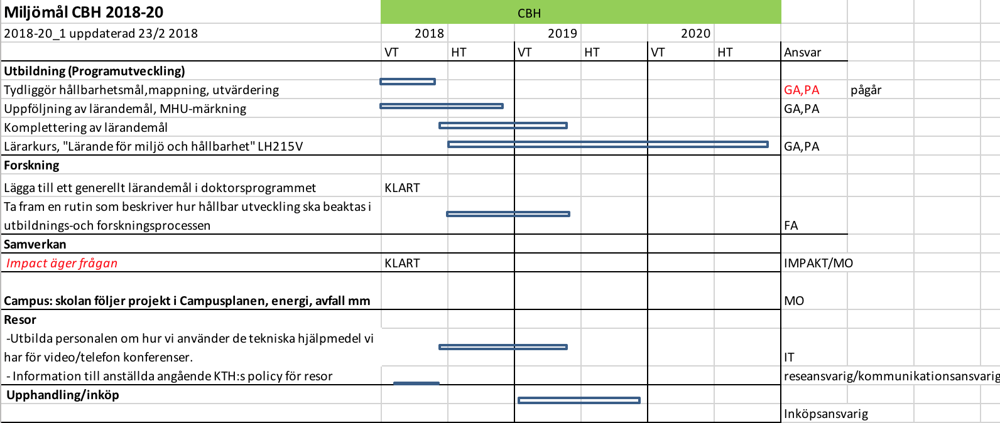 Miljömål CBH 2018-20 CBH
2018-20_1 uppdaterad 23/2 2018 2018 2019 2020
VT HT VT HT VT HT Ansvar
Utbildning (Programutveckling)
Tydliggör hållbarhetsmål,mappning, utvärdering GA,PA pågår
Uppföljning av lärandemål, MHU-märkning GA,PA
Komplettering av lärandemål
Lärarkurs, "Lärande för miljö och hållbarhet" LH215V GA,PA
Forskning
Lägga till ett generellt lärandemål i doktorsprogrammet KLART
Ta fram en rutin som beskriver hur hållbar utveckling ska beaktas i
utbildnings-och forskningsprocessen FA
Samverkan
Impact äger frågan KLART IMPAKT/MO
Campus: skolan följer projekt i Campusplanen, energi, avfall mm MO
Resor
-Utbilda personalen om hur vi använder de tekniska hjälpmedel vi
har för video/telefon konferenser. IT
- Information till anställda angående KTH:s policy för resor reseansvarig/kommunikationsansvarig
Upphandling/inköp
Inköpsansvarig